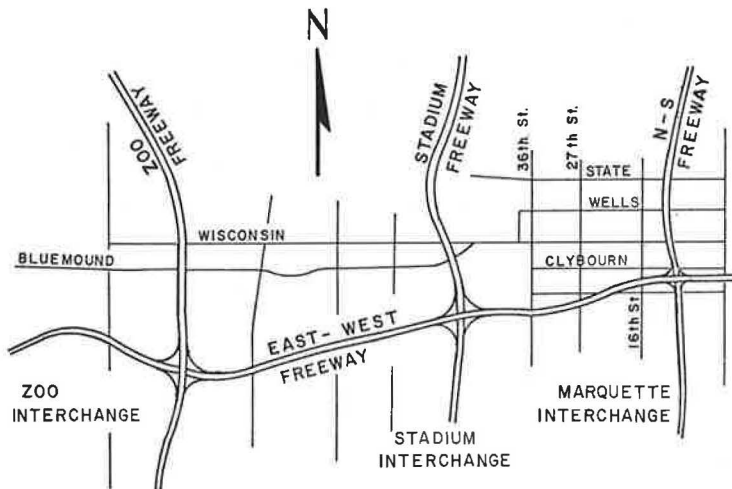 N
ZOO
FREEWAY
STADIUM
FREEWAY
36th St.
27th St.
N-S
FREEWAY
STATE
WELLS
WISCONSIN
BLUEMOUND
CLYBOURN
EAST-WEST
FREEWAY
16th St.
ZOO
INTERCHANGE
MARQUETTE
INTERCHANGE
STADIUM
INTERCHANGE